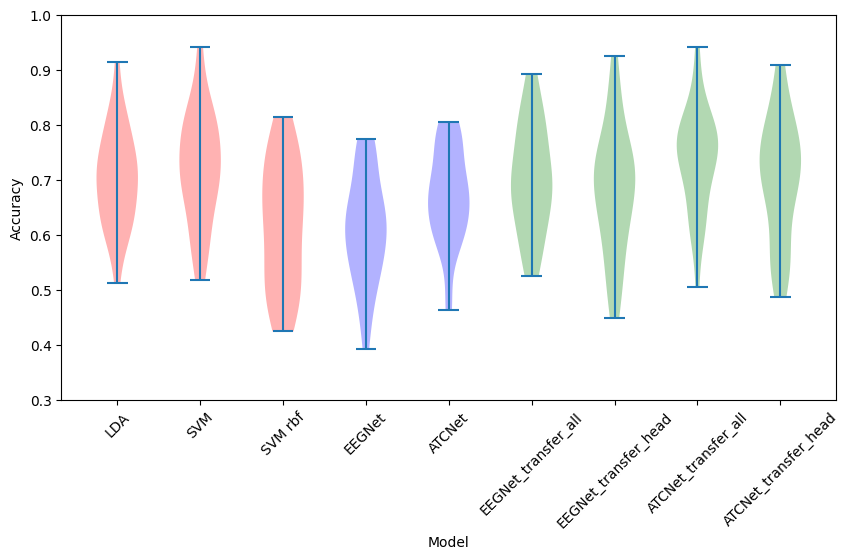 1.0
0.9
0.8
0.7
0.6
0.5
0.4
0.3
Accuracy
LDA
SVM
SVM rbf
EEGNet
ATCNet
EEGNet_transfer_all
EEGNet_transfer_head
ATCNet_transfer_all
ATCNet_transfer_head
Model